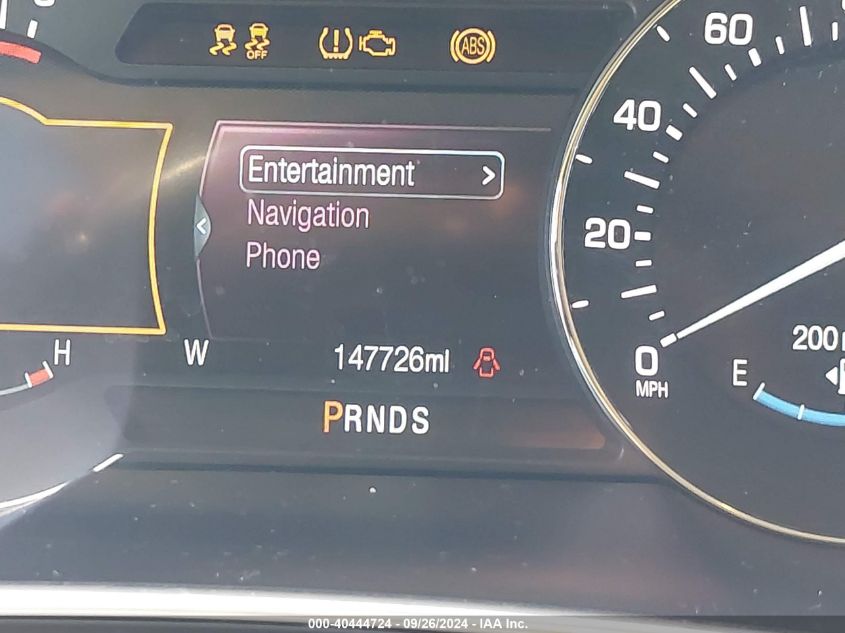 OFF
ABS
60
40
20
0
MPH
Entertainment >
Navigation
Phone
H
W
147726ml
E
200
PRNDS
000-40444724 - 09/26/2024 - IAA Inc.